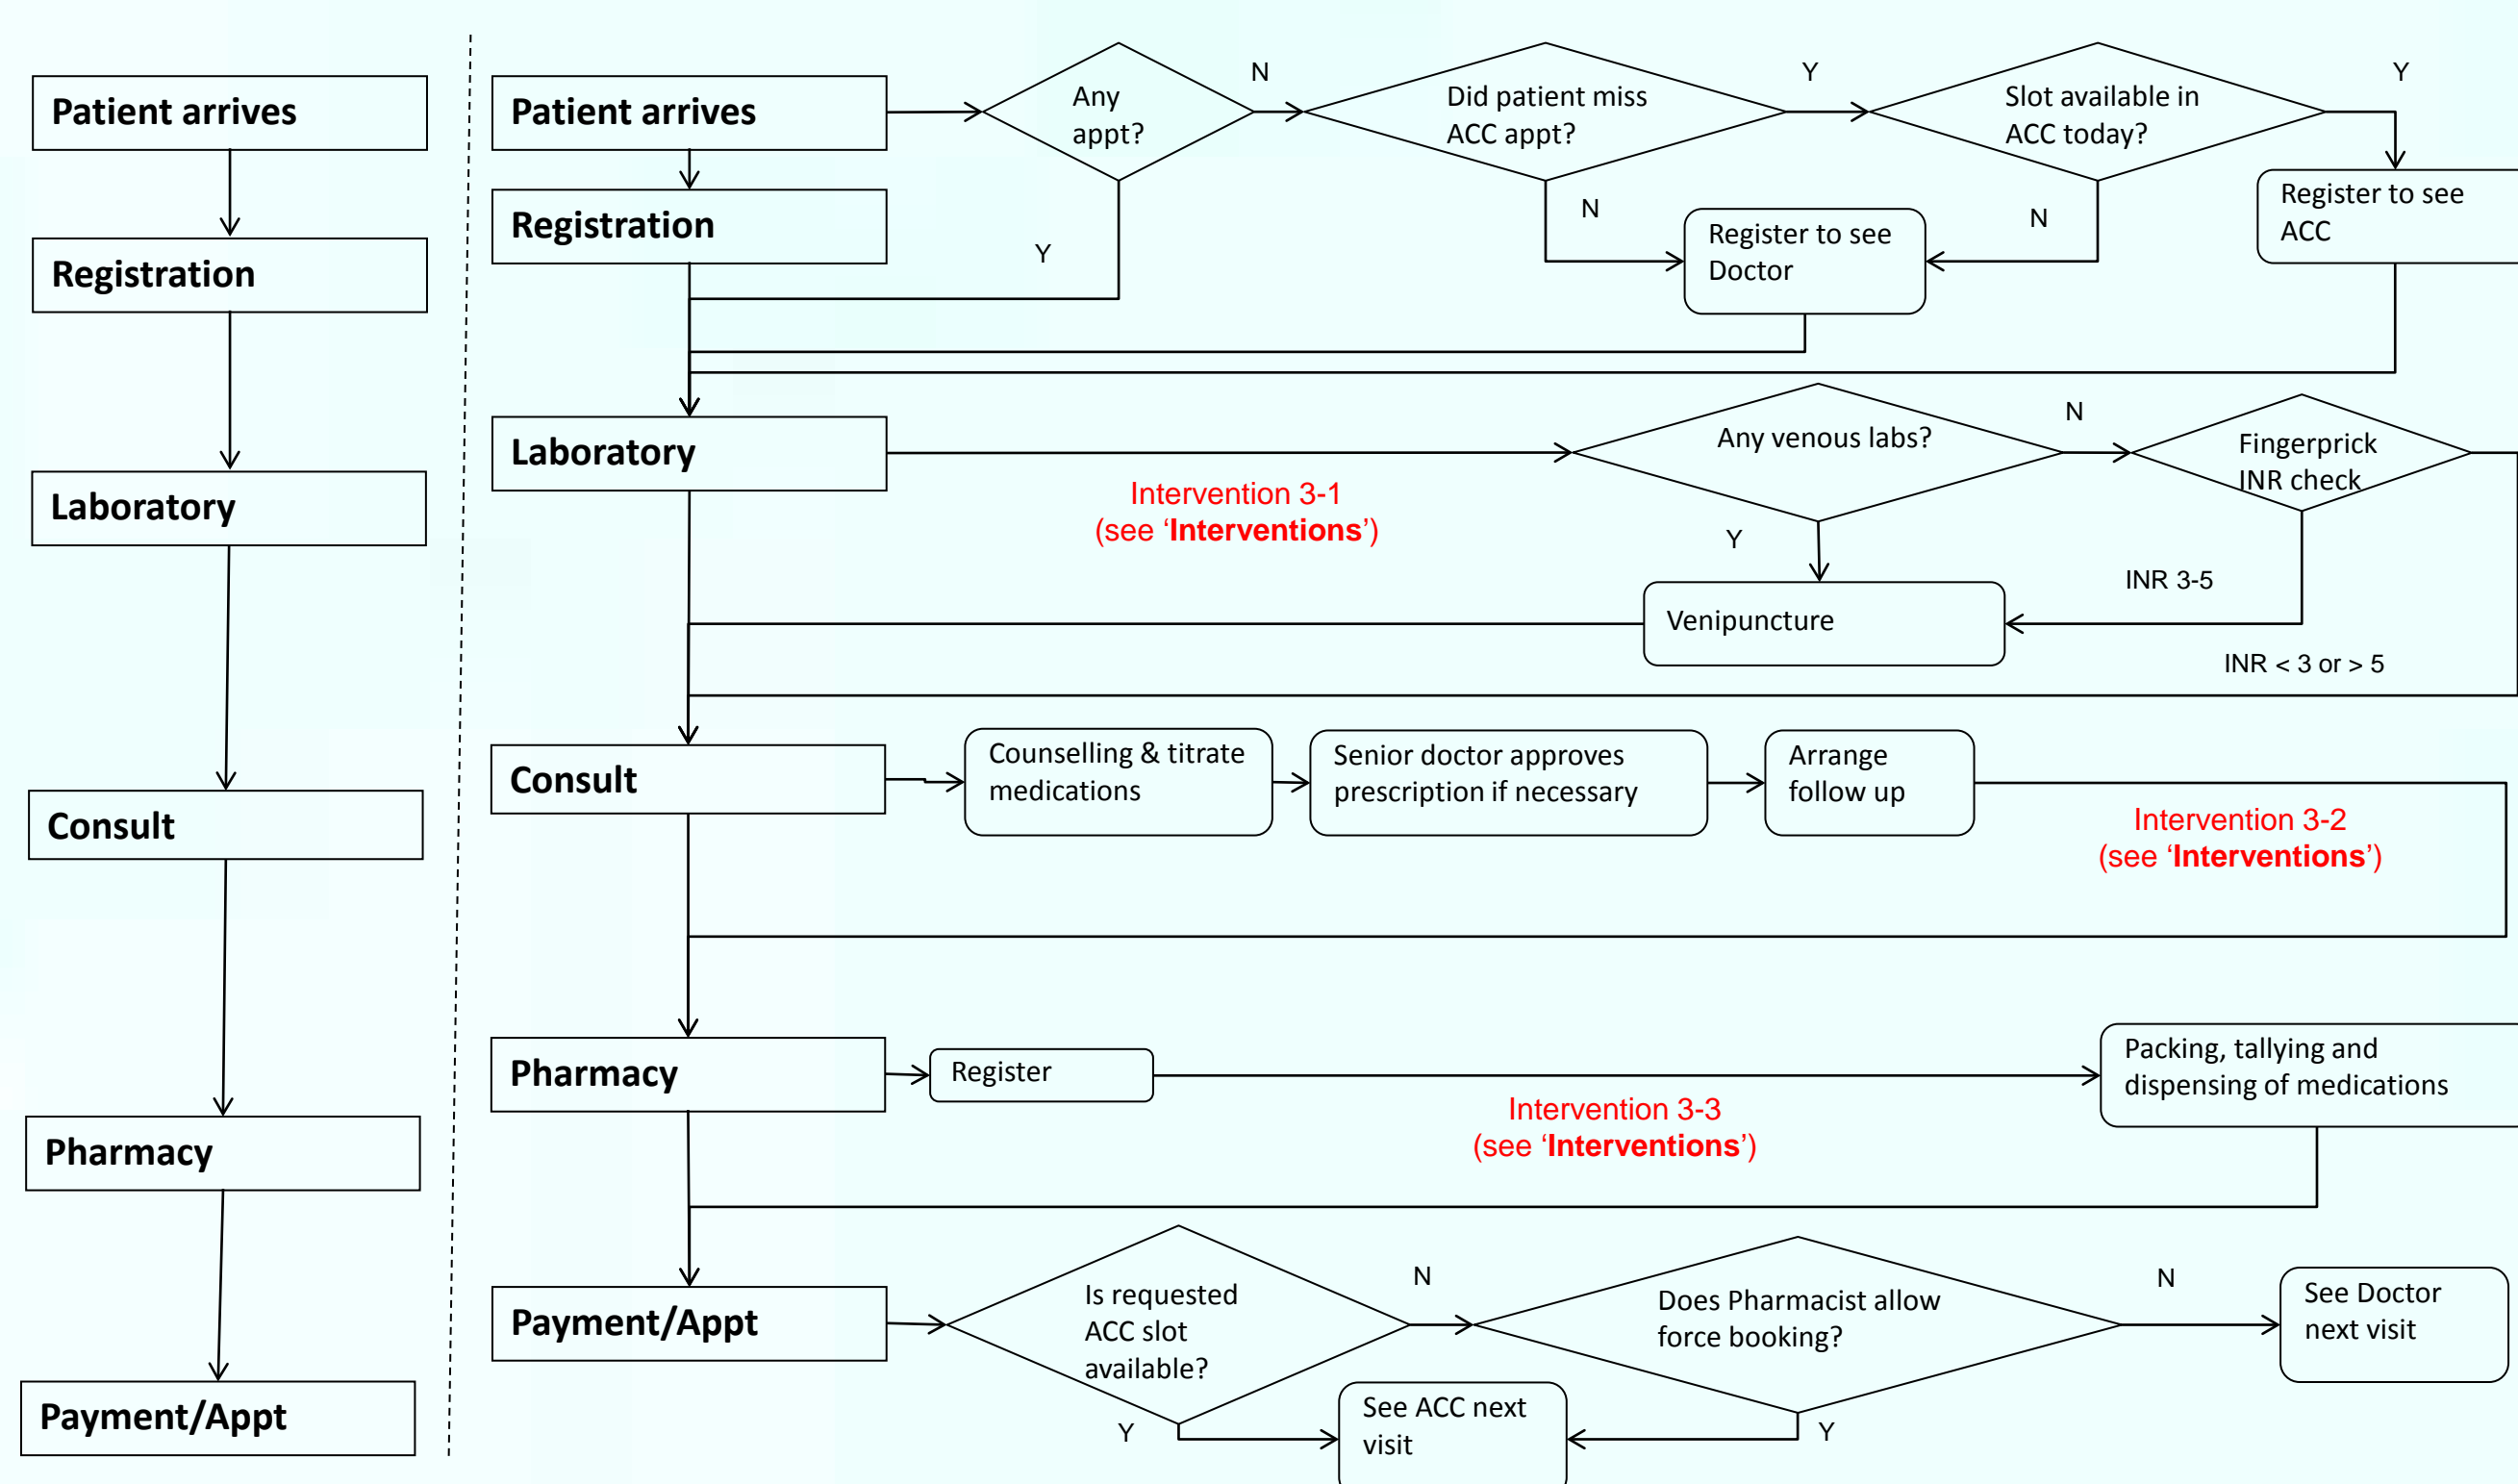 Patient arrives
Registration
Laboratory
Consult
Pharmacy
Payment/Appt
Patient arrives
Any
appt?
N
Did patient miss
ACC appt?
Y
Slot available in
ACC today?
Y
Registration
Y
N
Register to see
Doctor
N
Register to see
ACC
Laboratory
Intervention 3-1
(see ‘Interventions’)
Any venous labs?
N
Fingerprick
INR check
Y
INR 3-5
Venipuncture
INR < 3 or > 5
Consult
Counselling & titrate
medications
Senior doctor approves
prescription if necessary
Arrange
follow up
Intervention 3-2
(see ‘Interventions’)
Pharmacy
Register
Intervention 3-3
(see ‘Interventions’)
Packing, tallying and
dispensing of medications
Payment/Appt
Is requested
ACC slot
available?
N
Does Pharmacist allow
force booking?
N
See Doctor
next visit
Y
See ACC next
visit
Y